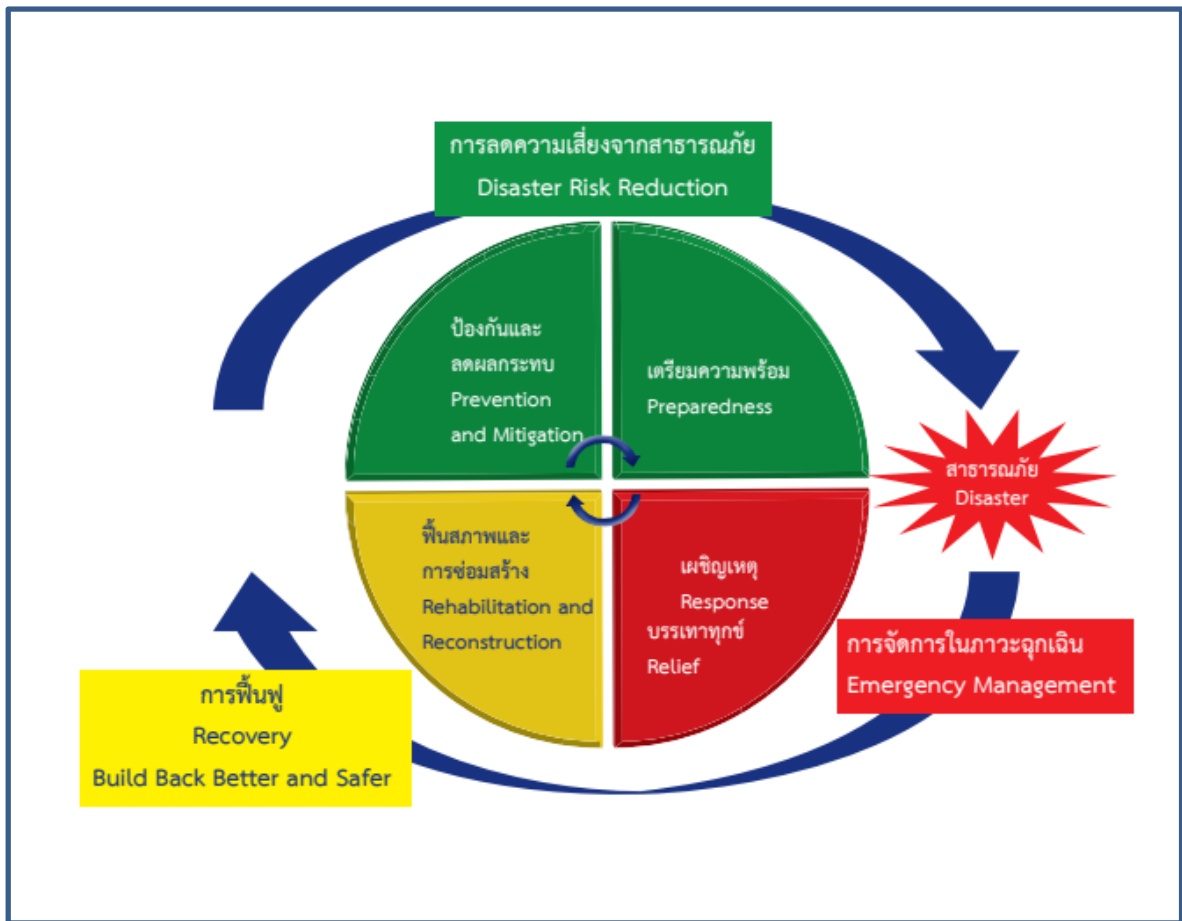 การลดความเสี่ยงจากสาธารณภัย
Disaster Risk Reduction
ป้องกันและ
ลดผลกระทบ
Prevention
and Mitigation
เตรียมความพร้อม
Preparedness
สาธารณภัย
Disaster
ฟื้นสภาพและ
การซ่อมสร้าง
Rehabilitation and
Reconstruction
เผชิญเหตุ
Response
บรรเทาทุกข์
Relief
การจัดการในภาวะฉุกเฉิน
Emergency Management
การฟื้นฟู
Recovery
Build Back Better and Safer